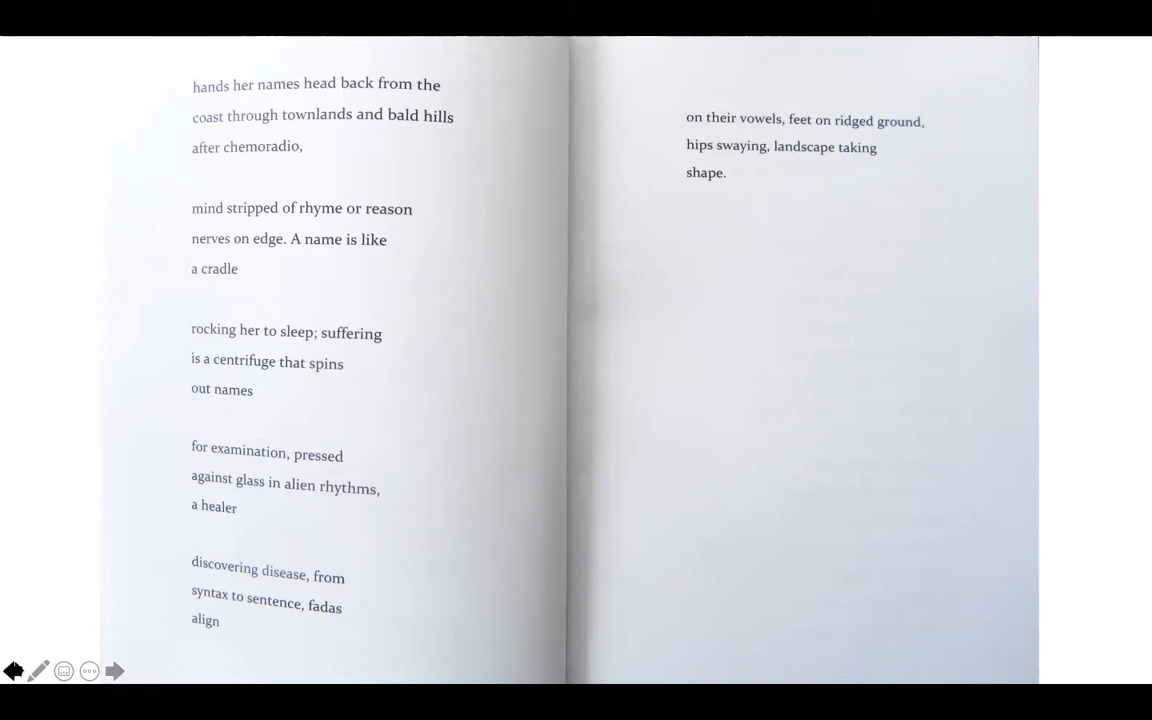 hands her names head back from the
coast through townlands and bald hills
after chemoradio,
mind stripped of rhyme or reason
nerves on edge. A name is like
a cradle
rocking her to sleep; suffering
is a centrifuge that spins
out names
for examination, pressed
against glass in alien rhythms,
a healer
discovering disease, from
syntax to sentence, fadas
align
on their vowels, feet on ridged ground,
hips swaying, landscape taking
shape.